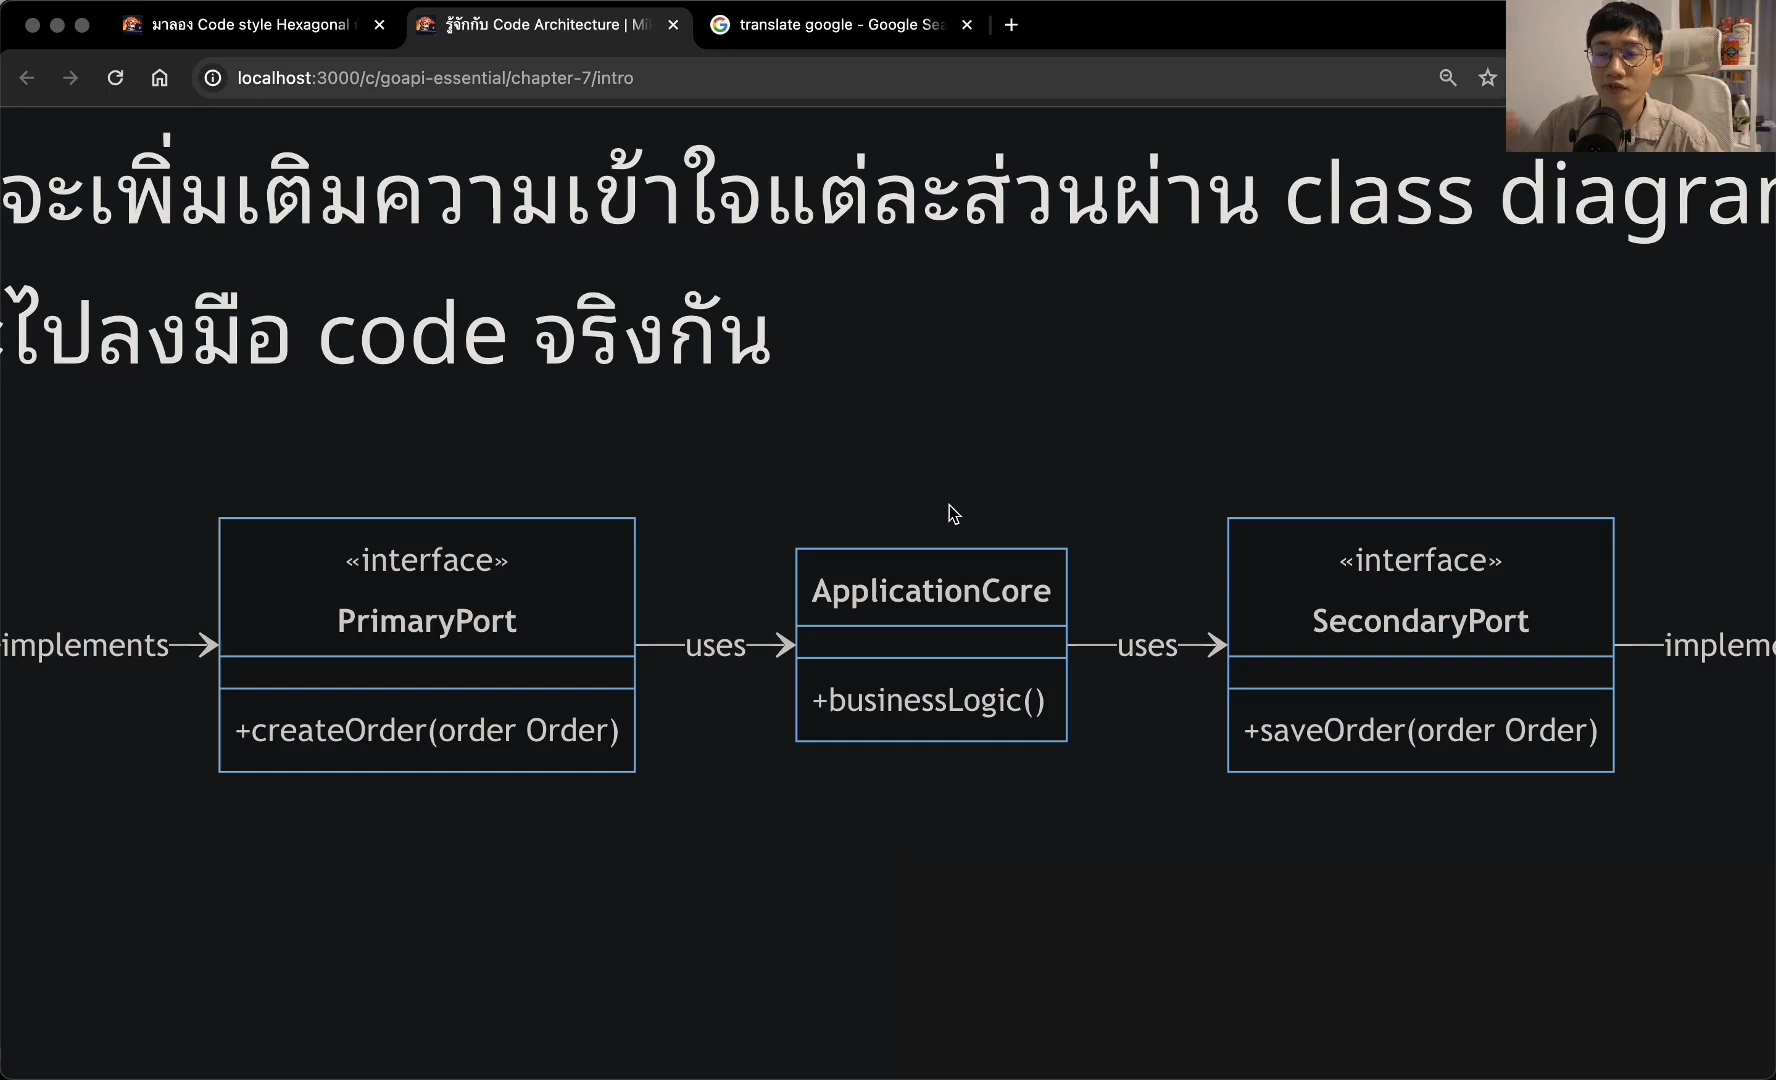 มาลอง Code style Hexagonal
รู้จักกับ Code Architecture | Mi
translate google - Google Sea
localhost:3000/c/goapi-essential/chapter-7/intro
จะเพิ่มเติมความเข้าใจแต่ละส่วนผ่าน class diagra
ไปลงมือ code จริงกัน
implements
«interface»
PrimaryPort
+createOrder(order Order)
uses
ApplicationCore
+businessLogic()
uses
«interface»
SecondaryPort
+saveOrder(order Order)
impleme